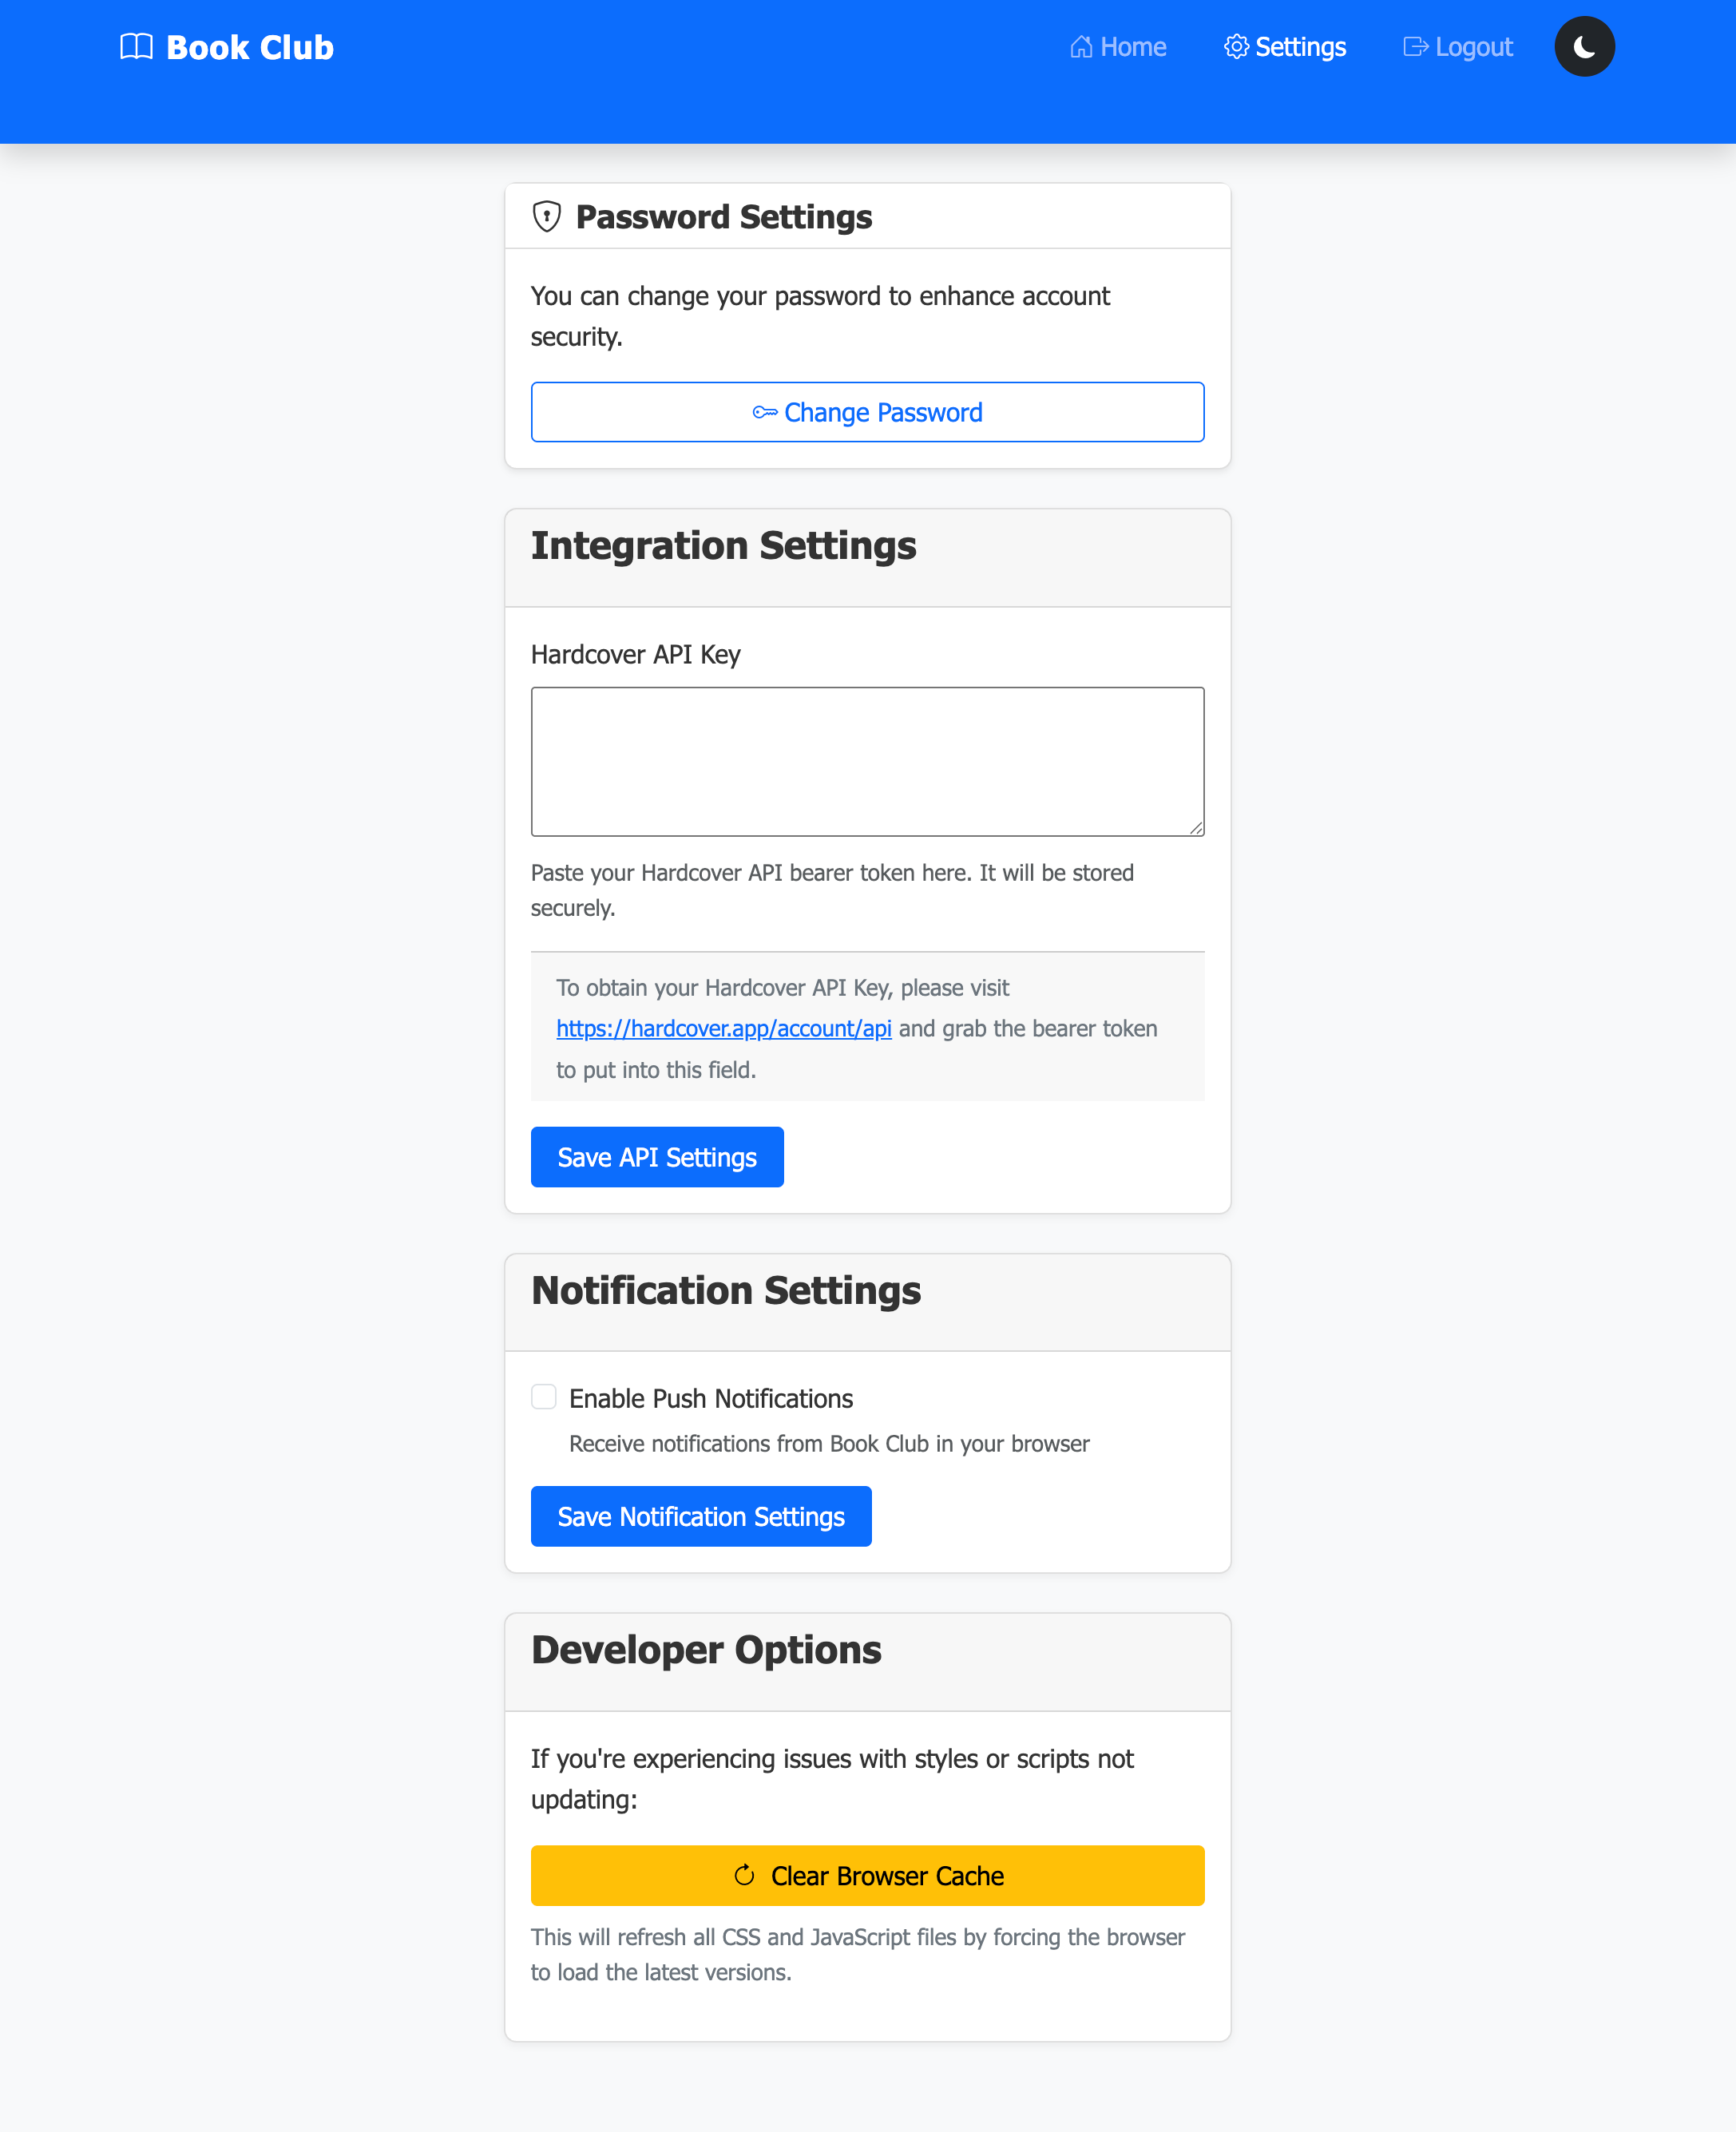 Book Club
Home
Settings
Logout
Password Settings
You can change your password to enhance account
security.
Change Password
Integration Settings
Hardcover API Key
Paste your Hardcover API bearer token here. It will be stored
securely.
To obtain your Hardcover API Key, please visit
https://hardcover.app/account/api and grab the bearer token
to put into this field.
Save API Settings
Notification Settings
Enable Push Notifications
Receive notifications from Book Club in your browser
Save Notification Settings
Developer Options
If you're experiencing issues with styles or scripts not
updating:
Clear Browser Cache
This will refresh all CSS and JavaScript files by forcing the browser
to load the latest versions.